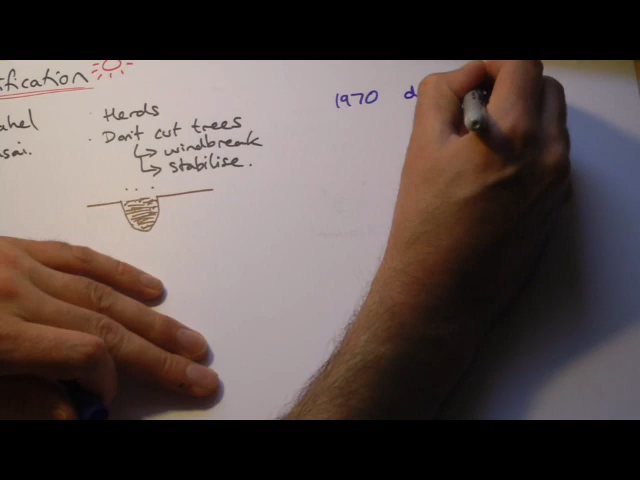 ification
ahel
sai.
Herds
Don't cut trees
windbreak
stabilise.
1970 d